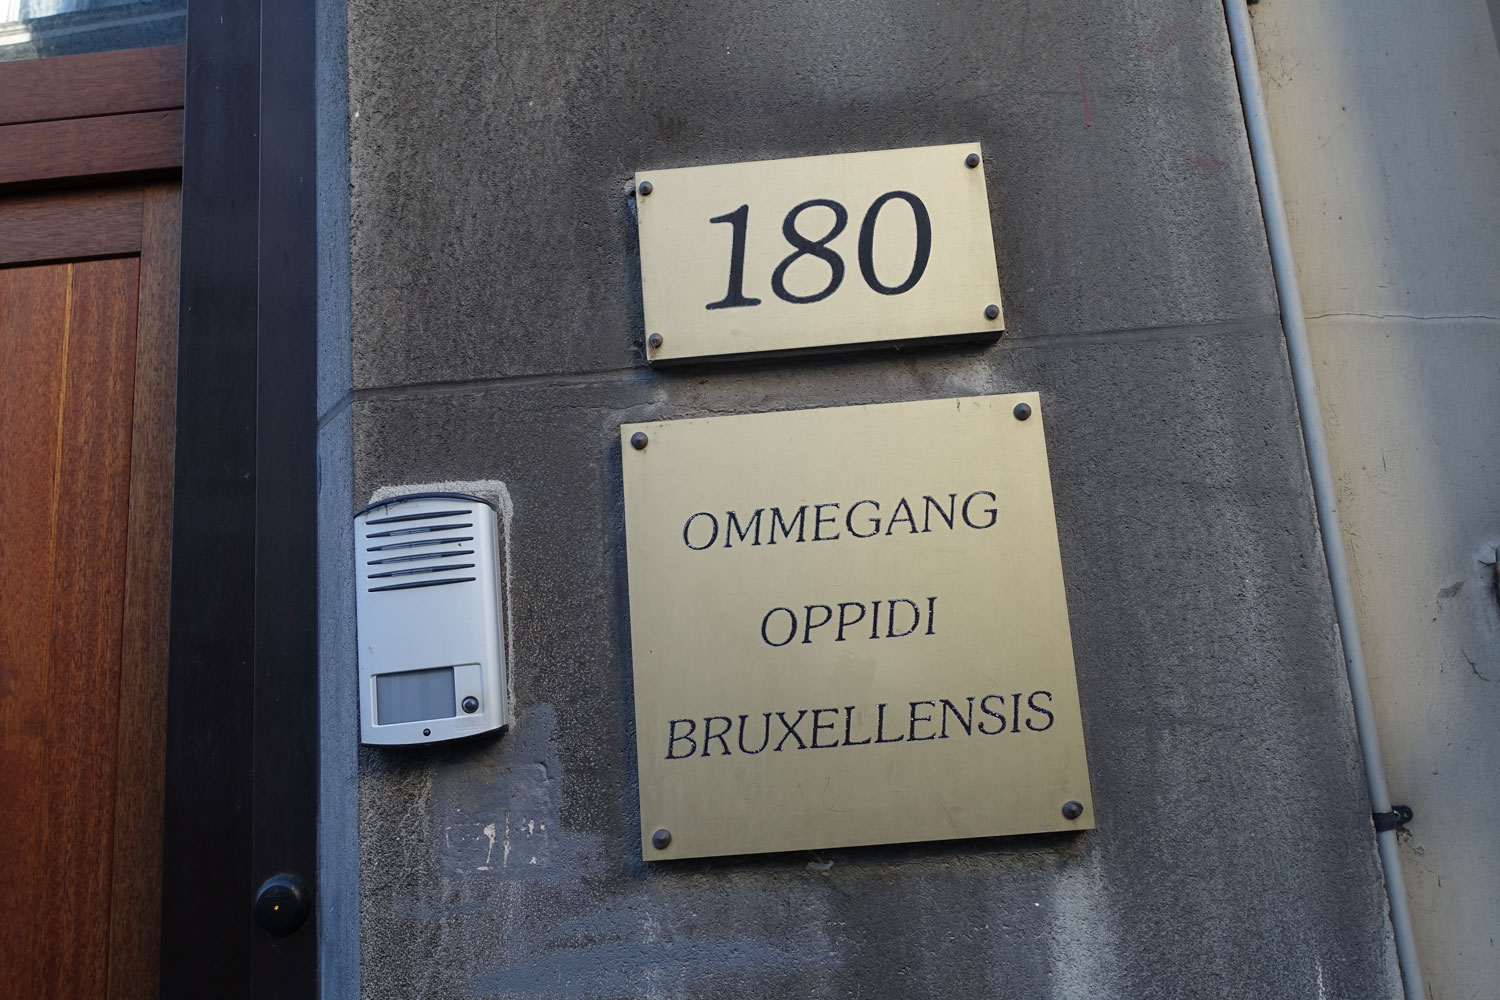 180
OMMEGANG
OPPIDI
BRUXELLENSIS